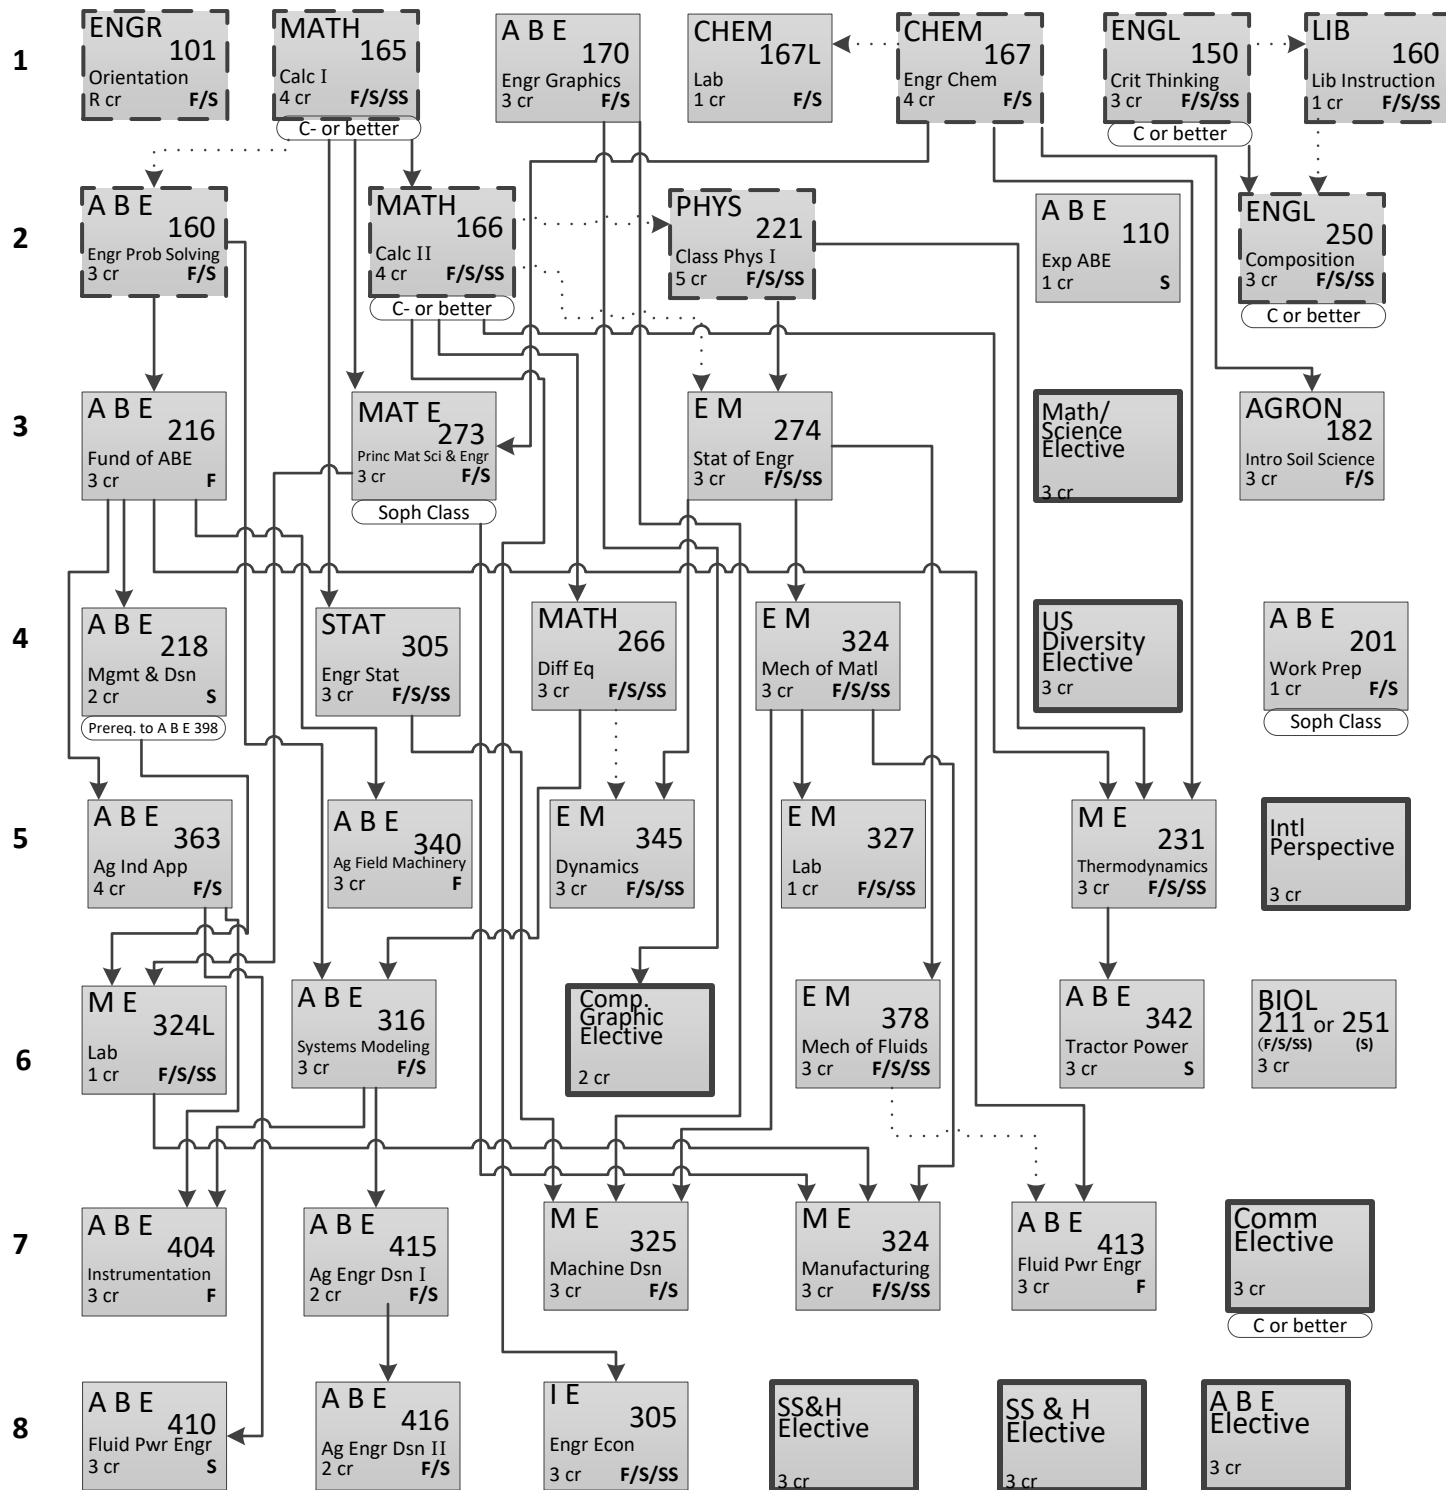 1
ENGR
101
Orientation
R cr F/S
MATH
165
Calc I
4 cr F/S/SS
C- or better
A B E
170
Engr Graphics
3 cr F/S
CHEM
167L
Lab
1 cr F/S
CHEM
167
Engr Chem
4 cr F/S
ENGL
150
Crit Thinking
3 cr F/S/SS
C or better
LIB
160
Lib Instruction
1 cr F/S/SS
2
A B E
160
Engr Prob Solving
3 cr F/S
MATH
166
Calc II
4 cr F/S/SS
C- or better
PHYS
221
Class Phys I
5 cr F/S/SS
A B E
110
Exp ABE
1 cr S
ENGL
250
Composition
3 cr F/S/SS
C or better
3
A B E
216
Fund of ABE
3 cr F
MAT E
273
Princ Mat Sci & Engr
3 cr F/S
Soph Class
E M
274
Stat of Engr
3 cr F/S/SS
Math/
Science
Elective
3 cr
AGRON
182
Intro Soil Science
3 cr F/S
4
A B E
218
Mgmt & Dsn
2 cr S
Prereq. to A B E 398
STAT
305
Engr Stat
3 cr F/S/SS
MATH
266
Diff Eq
3 cr F/S/SS
E M
324
Mech of Matl
3 cr F/S/SS
US
Diversity
Elective
3 cr
A B E
201
Work Prep
1 cr F/S
Soph Class
5
A B E
363
Ag Ind App
4 cr F/S
A B E
340
Ag Field Machinery
3 cr F
E M
345
Dynamics
3 cr F/S/SS
E M
327
Lab
1 cr F/S/SS
M E
231
Thermodynamics
3 cr F/S/SS
Intl
Perspective
3 cr
6
M E
324L
Lab
1 cr F/S/SS
A B E
316
Systems Modeling
3 cr F/S
Comp.
Graphic
Elective
2 cr
E M
378
Mech of Fluids
3 cr F/S/SS
A B E
342
Tractor Power
3 cr S
BIOL
211 or 251
(F/S/SS) (S)
3 cr
7
A B E
404
Instrumentation
3 cr F
A B E
415
Ag Engr Dsn I
2 cr F/S
M E
325
Machine Dsn
3 cr F/S
M E
324
Manufacturing
3 cr F/S/SS
A B E
413
Fluid Pwr Engr
3 cr F
Comm
Elective
3 cr
C or better
8
A B E
410
Fluid Pwr Engr
3 cr S
A B E
416
Ag Engr Dsn II
2 cr F/S
I E
305
Engr Econ
3 cr F/S/SS
SS&H
Elective
3 cr
SS & H
Elective
3 cr
A B E
Elective
3 cr